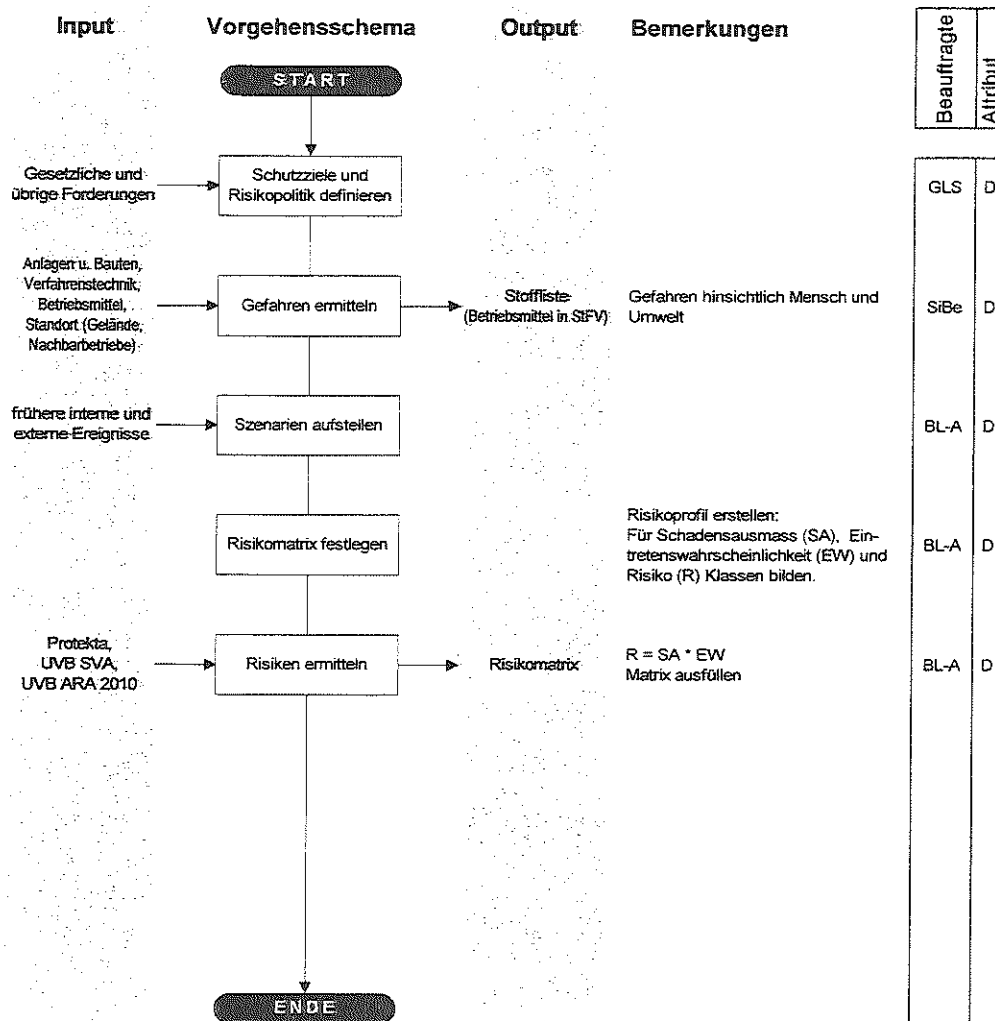 Input Vorgehensschema Output Bemerkungen
Beauftragte
Attribut
START
Gesetzliche und
übrige Forderungen
Schutzziele und
Risikopolitik definieren
GLS D
Anlagen u. Bauten,
Verfahrenstechnik,
Betriebsmittel,
Standort (Gelände,
Nachbarbetriebe)
Gefahren ermitteln
Stoffliste
(Betriebsmittel in StFV)
Gefahren hinsichtlich Mensch und
Umwelt
SiBe D
frühere interne und
externe Ereignisse
Szenarien aufstellen
BL-A D
Risikomatrix festlegen
Risikoprofil erstellen:
Für Schadensausmass (SA), Ein-
tretenswahrscheinlichkeit (EW) und
Risiko (R) Klassen bilden.
BL-A D
Protekta,
UVB SVA,
UVB ARA 2010
Risiken ermitteln
Risikomatrix
R = SA * EW
Matrix ausfüllen
BL-A D
ENDE